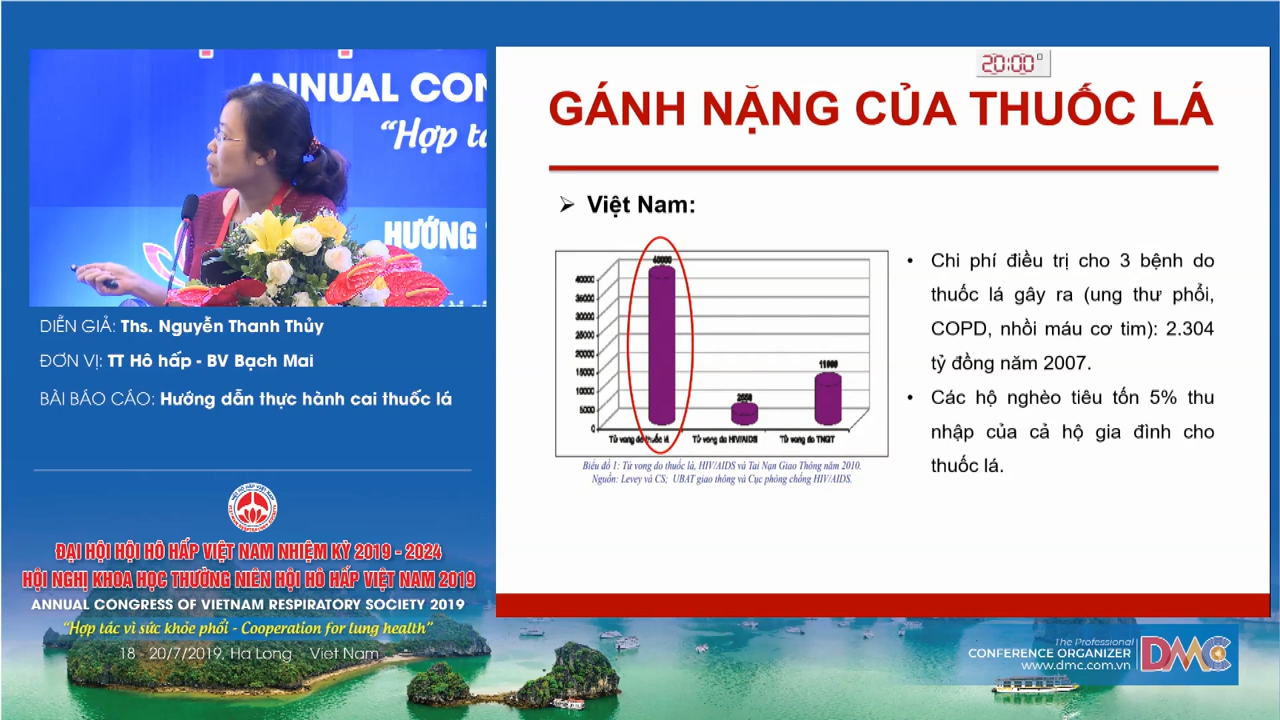 ANNUAL CON
“Hợp tá
HƯỚNG
DIỄN GIẢ: Ths. Nguyễn Thanh Thủy
ĐƠN VỊ: TT Hô hấp - BV Bạch Mai
BÀI BÁO CÁO: Hướng dẫn thực hành cai thuốc lá
HỘI HÔ HẤP VIỆT NAM
VIETNAM RESPIRATORY SOCIETY
ĐẠI HỘI HỘI HÔ HẤP VIỆT NAM NHIỆM KỲ 2019 - 2024
HỘI NGHỊ KHOA HỌC THƯỜNG NIÊN HỘI HÔ HẤP VIỆT NAM 2019
ANNUAL CONGRESS OF VIETNAM RESPIRATORY SOCIETY 2019
“Hợp tác vì sức khỏe phổi - Cooperation for lung health”
18 - 20/7/2019, Ha Long Viet Nam
20:00
GÁNH NẶNG CỦA THUỐC LÁ
➢ Việt Nam:
40000
40000
35000
30000
25000
20000
15000
10000
5000
0
11000
Tử vong do thuốc lá Tử vong do HIV/AIDS Tử vong do TNGT
Biểu đồ 1: Tử vong do thuốc lá, HIV/AIDS và Tai Nạn Giao Thông năm 2010.
Nguồn: Levey và CS; UBAT giao thông và Cục phòng chống HIV/AIDS.
• Chi phí điều trị cho 3 bệnh do
thuốc lá gây ra (ung thư phổi,
COPD, nhồi máu cơ tim): 2.304
tỷ đồng năm 2007.
• Các hộ nghèo tiêu tốn 5% thu
nhập của cả hộ gia đình cho
thuốc lá.
The Professional
CONFERENCE ORGANIZER
www.dmc.com.vn
DMC